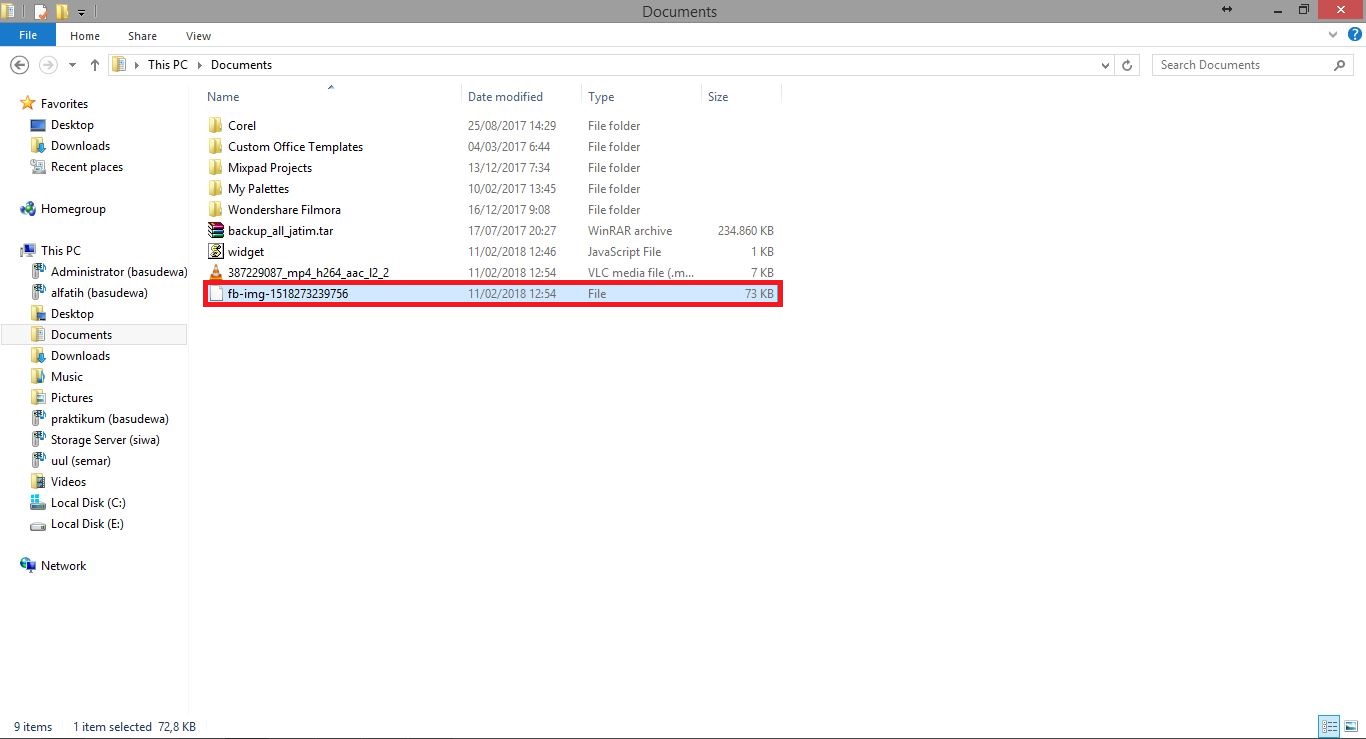 Documents
File Home Share View
This PC Documents Search Documents
Name Date modified Type Size
Favorites
Desktop
Downloads
Recent places
Homegroup
This PC
Administrator (basudewa)
alfatih (basudewa)
Desktop
Documents
Downloads
Music
Pictures
praktikum (basudewa)
Storage Server (siwa)
uul (semar)
Videos
Local Disk (C:)
Local Disk (E:)
Network
Corel 25/08/2017 14:29 File folder
Custom Office Templates 04/03/2017 6:44 File folder
Mixpad Projects 13/12/2017 7:34 File folder
My Palettes 10/02/2017 13:45 File folder
Wondershare Filmora 16/12/2017 9:08 File folder
backup_all_jatim.tar 17/07/2017 20:27 WinRAR archive 234.860 KB
widget 11/02/2018 12:46 JavaScript File 1 KB
387229087_mp4_h264_aac_l2_2 11/02/2018 12:54 VLC media file (.m... 7 KB
fb-img-1518273239756 11/02/2018 12:54 File 73 KB
9 items 1 item selected 72,8 KB